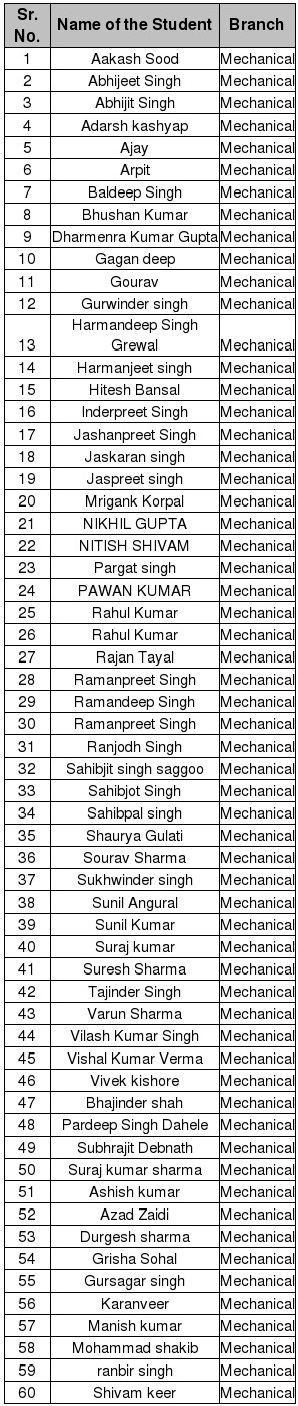 Sr. No. Name of the Student Branch
1 Aakash Sood Mechanical
2 Abhijeet Singh Mechanical
3 Abhijit Singh Mechanical
4 Adarsh kashyap Mechanical
5 Ajay Mechanical
6 Arpit Mechanical
7 Baldeep Singh Mechanical
8 Bhushan Kumar Mechanical
9 Dharmenra Kumar Gupta Mechanical
10 Gagan deep Mechanical
11 Gourav Mechanical
12 Gurwinder singh Mechanical
13 Harmandeep Singh Grewal Mechanical
14 Harmanjeet singh Mechanical
15 Hitesh Bansal Mechanical
16 Inderpreet Singh Mechanical
17 Jashanpreet Singh Mechanical
18 Jaskaran singh Mechanical
19 Jaspreet singh Mechanical
20 Mrigank Korpal Mechanical
21 NIKHIL GUPTA Mechanical
22 NITISH SHIVAM Mechanical
23 Pargat singh Mechanical
24 PAWAN KUMAR Mechanical
25 Rahul Kumar Mechanical
26 Rahul Kumar Mechanical
27 Rajan Tayal Mechanical
28 Ramanpreet Singh Mechanical
29 Ramandeep Singh Mechanical
30 Ramanpreet Singh Mechanical
31 Ranjodh Singh Mechanical
32 Sahibjit singh saggoo Mechanical
33 Sahibjot Singh Mechanical
34 Sahibpal singh Mechanical
35 Shaurya Gulati Mechanical
36 Sourav Sharma Mechanical
37 Sukhwinder singh Mechanical
38 Sunil Angural Mechanical
39 Sunil Kumar Mechanical
40 Suraj kumar Mechanical
41 Suresh Sharma Mechanical
42 Tajinder Singh Mechanical
43 Varun Sharma Mechanical
44 Vilash Kumar Singh Mechanical
45 Vishal Kumar Verma Mechanical
46 Vivek kishore Mechanical
47 Bhajinder shah Mechanical
48 Pardeep Singh Dahele Mechanical
49 Subhrajit Debnath Mechanical
50 Suraj kumar sharma Mechanical
51 Ashish kumar Mechanical
52 Azad Zaidi Mechanical
53 Durgesh sharma Mechanical
54 Grisha Sohal Mechanical
55 Gursagar singh Mechanical
56 Karanveer Mechanical
57 Manish kumar Mechanical
58 Mohammad shakib Mechanical
59 ranbir singh Mechanical
60 Shivam keer Mechanical